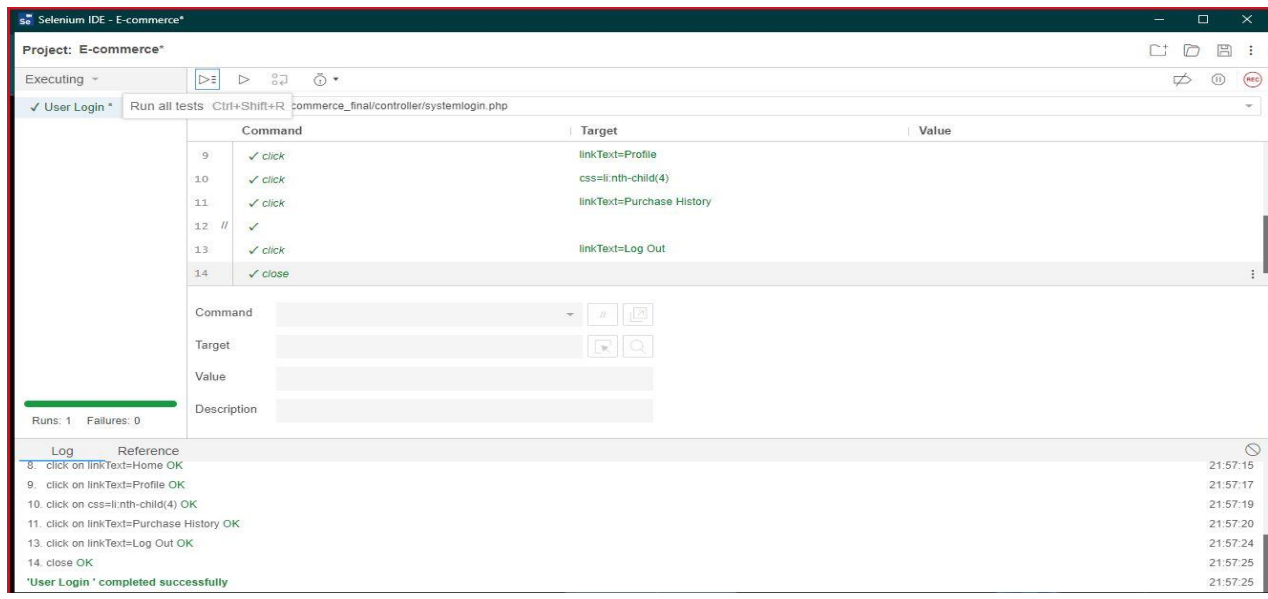 Se Selenium IDE - E-commerce*
Project: E-commerce*
Executing
✓ User Login *
Run all tests Ctrl+Shift+R
commerce_final/controller/systemlogin.php
REC
Command Target Value
9 ✓ click linkText=Profile
10 ✓ click css=li:nth-child(4)
11 ✓ click linkText=Purchase History
12 // ✓
13 ✓ click linkText=Log Out
14 ✓ close
Command //
Target
Value
Description
Runs: 1 Failures: 0
Log Reference
8. click on linkText=Home OK 21:57:15
9. click on linkText=Profile OK 21:57:17
10. click on css=li:nth-child(4) OK 21:57:19
11. click on linkText=Purchase History OK 21:57:20
13. click on linkText=Log Out OK 21:57:24
14. close OK 21:57:25
'User Login ' completed successfully 21:57:25